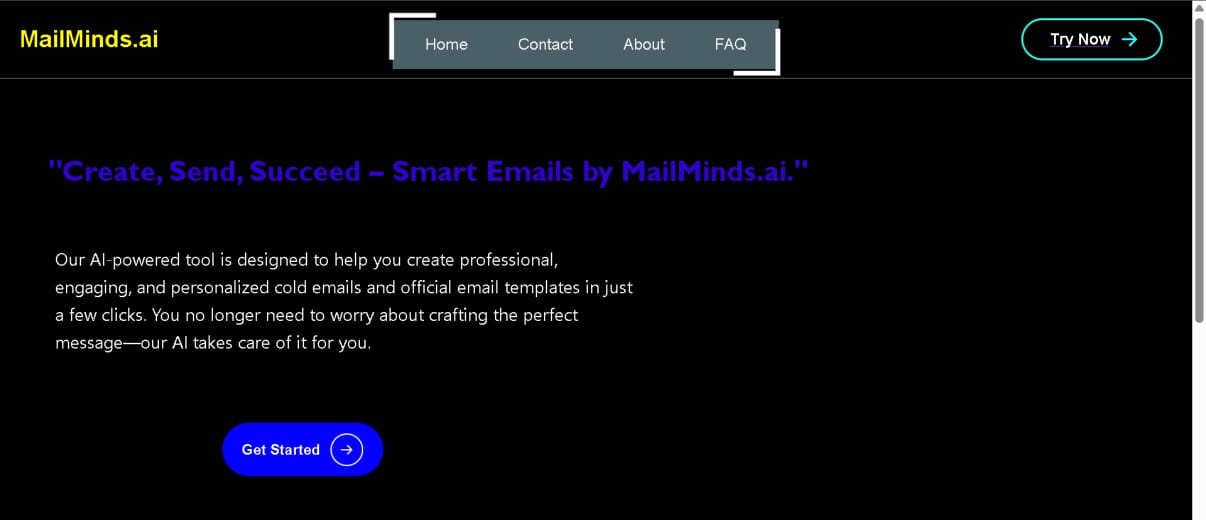 MailMinds.ai
Home Contact About FAQ
Try Now
"Create, Send, Succeed – Smart Emails by MailMinds.ai."
Our AI-powered tool is designed to help you create professional,
engaging, and personalized cold emails and official email templates in just
a few clicks. You no longer need to worry about crafting the perfect
message—our AI takes care of it for you.
Get Started